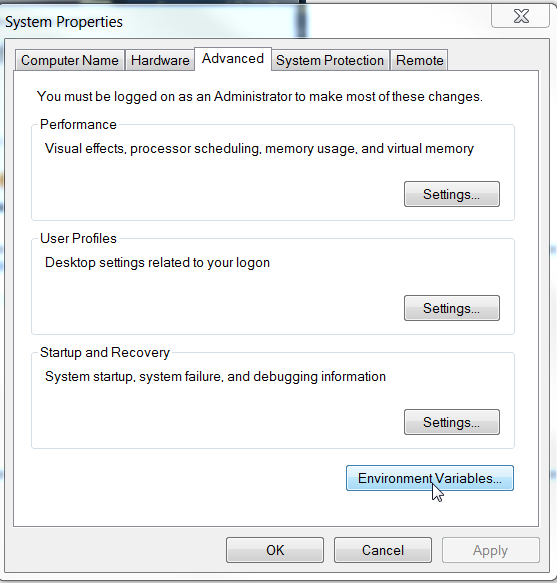 System Properties
Computer Name Hardware Advanced System Protection Remote
You must be logged on as an Administrator to make most of these changes.
Performance
Visual effects, processor scheduling, memory usage, and virtual memory
Settings...
User Profiles
Desktop settings related to your logon
Settings...
Startup and Recovery
System startup, system failure, and debugging information
Settings...
Environment Variables...
OK Cancel Apply